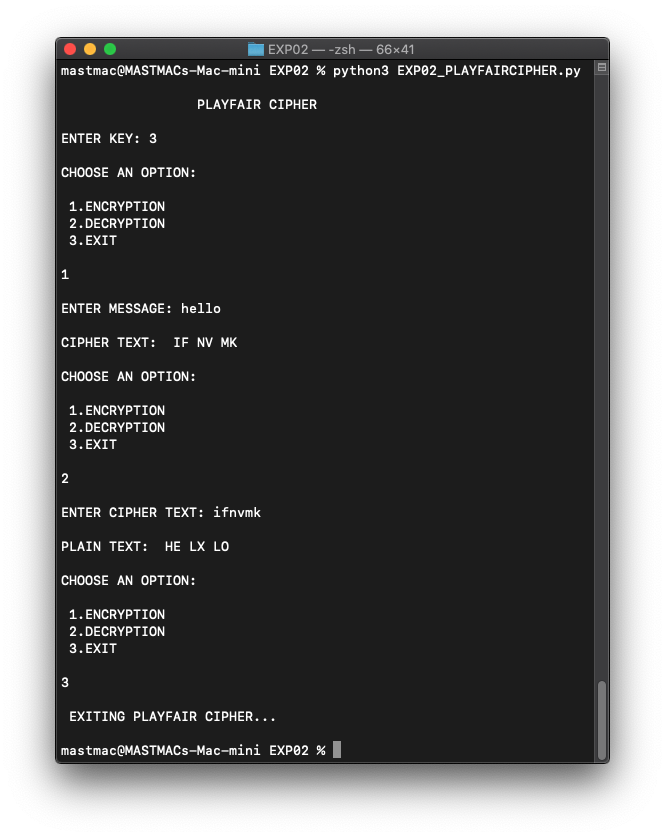 EXP02 — -zsh — 66×41
mastmac@MASTMACs-Mac-mini EXP02 % python3 EXP02_PLAYFAIRCIPHER.py
PLAYFAIR CIPHER
ENTER KEY: 3
CHOOSE AN OPTION:
1.ENCRYPTION
2.DECRYPTION
3.EXIT
1
ENTER MESSAGE: hello
CIPHER TEXT:  IF NV MK
CHOOSE AN OPTION:
1.ENCRYPTION
2.DECRYPTION
3.EXIT
2
ENTER CIPHER TEXT: ifnvmk
PLAIN TEXT:  HE LX LO
CHOOSE AN OPTION:
1.ENCRYPTION
2.DECRYPTION
3.EXIT
3
EXITING PLAYFAIR CIPHER...
mastmac@MASTMACs-Mac-mini EXP02 %